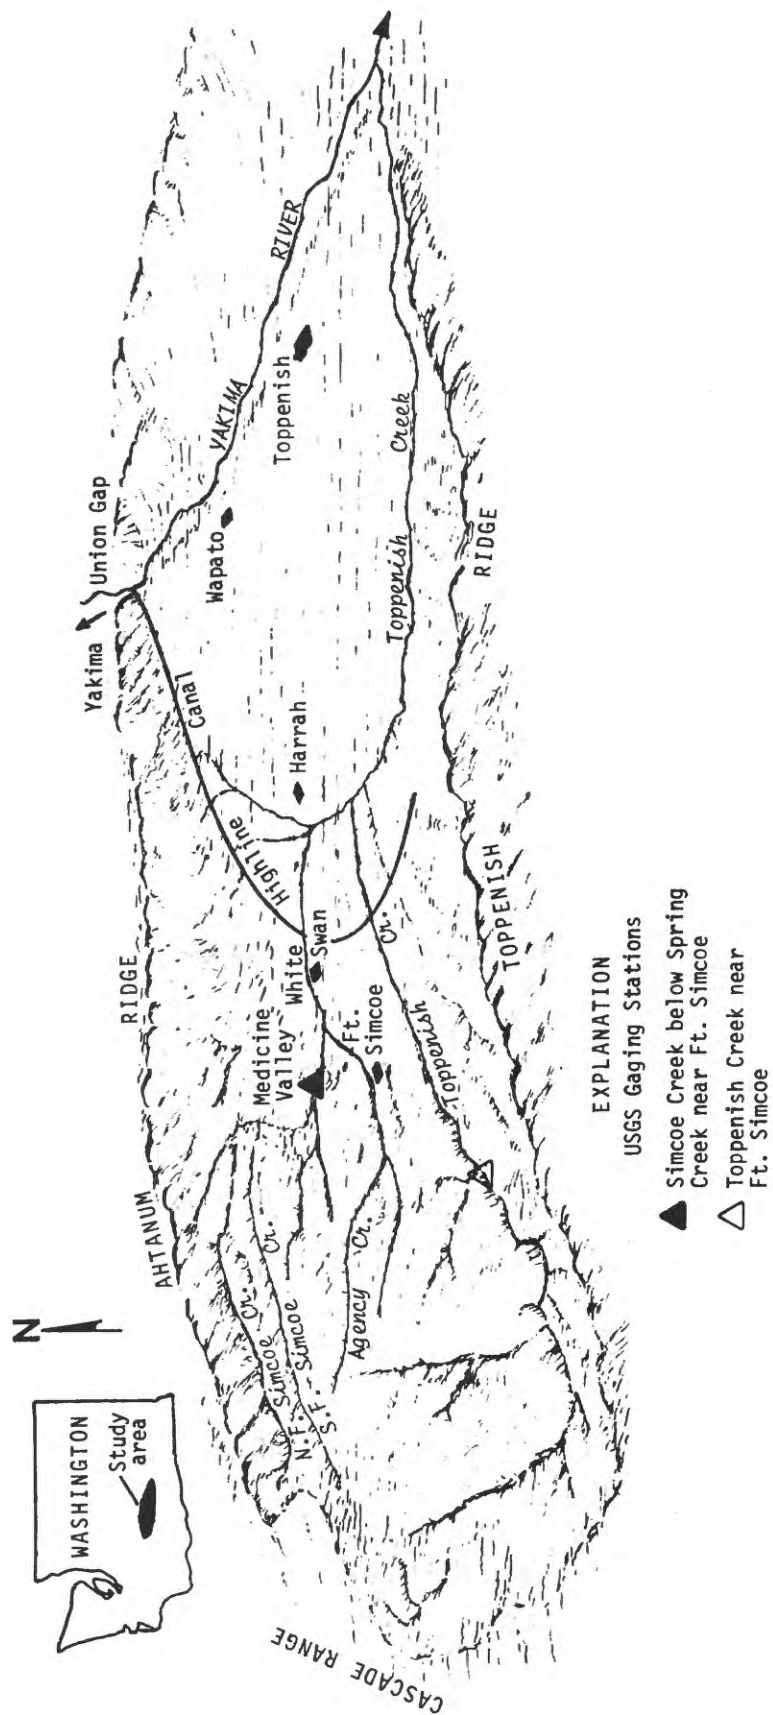 N
WASHINGTON
Study
area
CASCADE RANGE
AHTANUM
RIDGE
Yakima
Union Gap
YAKIMA
RIVER
Wapato
Toppenish
Canal
Highline
Harrah
Medicine
Valley
White
Swan
Ft.
Simcoe
N.F. Simcoe Cr.
S.F. Simcoe Cr.
Agency Cr.
Toppenish Cr.
Toppenish Creek
TOPPENISH
RIDGE
EXPLANATION
USGS Gaging Stations
Simcoe Creek below Spring
Creek near Ft. Simcoe
Toppenish Creek near
Ft. Simcoe